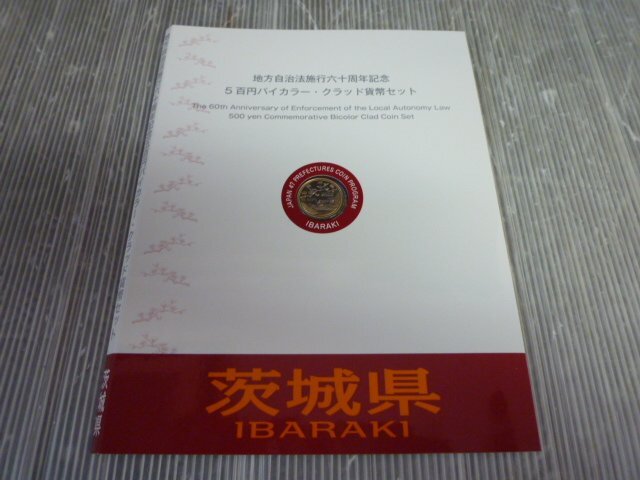 地方自治法施行六十周年記念
5百円バイカラー・クラッド貨幣セット
The 60th Anniversary of Enforcement of the Local Autonomy Law
500 yen Commemorative Bicolor Clad Coin Set
JAPAN 47 PREFECTURES COIN PROGRAM
IBARAKI
茨城県
IBARAKI
茨城県